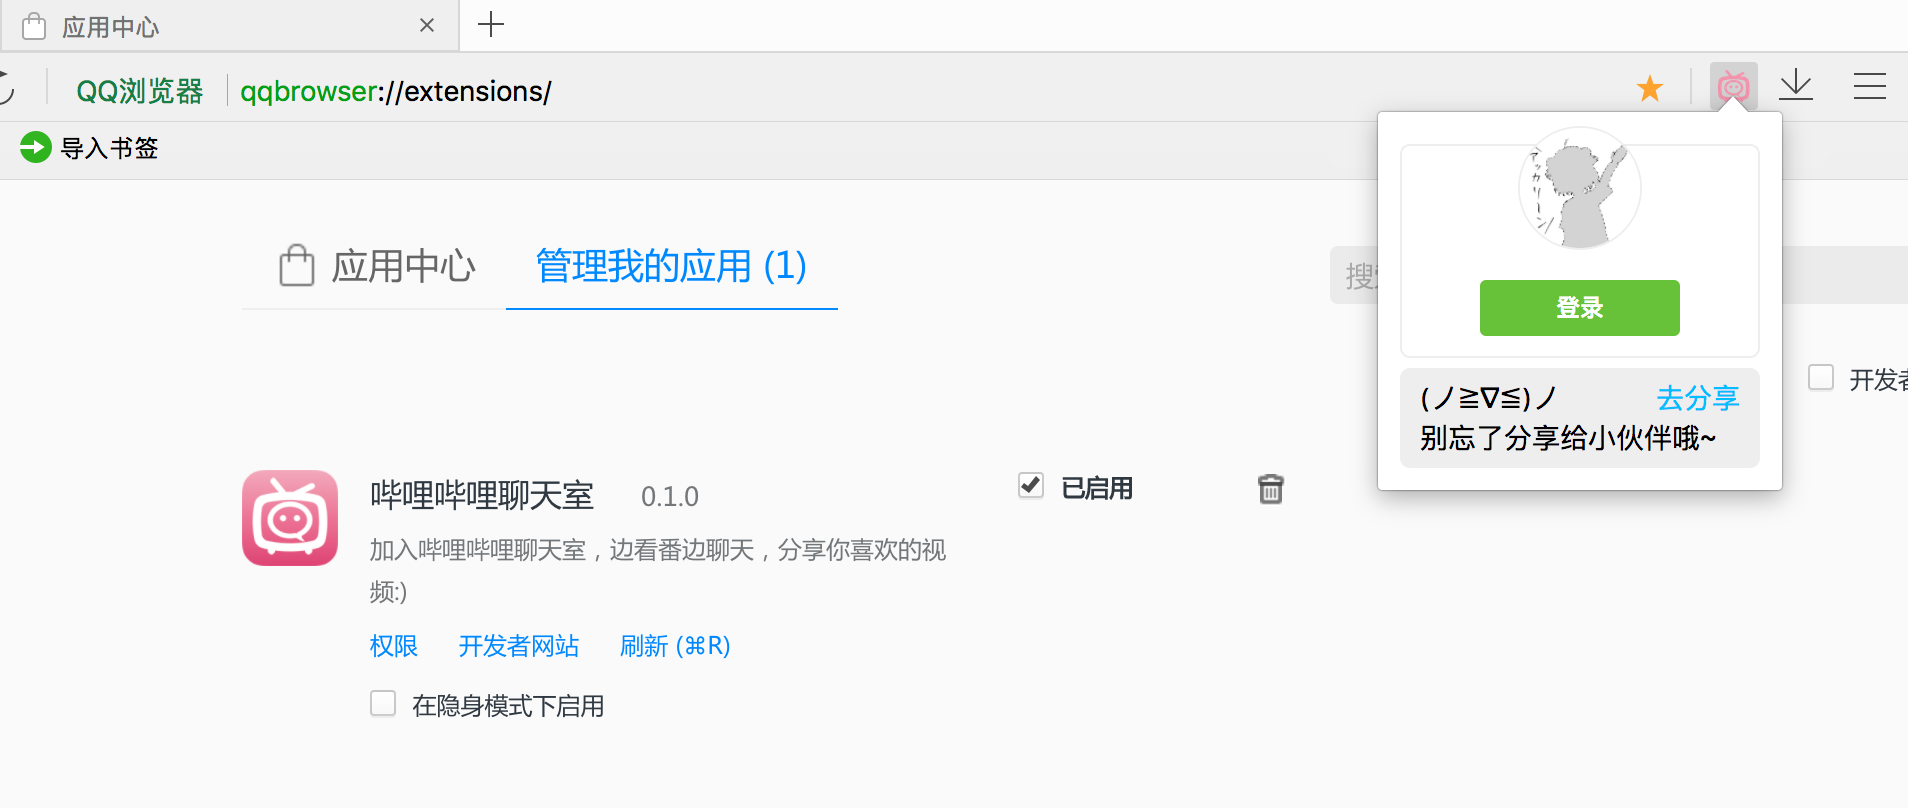 应用中心
QQ浏览器 qqbrowser://extensions/
导入书签
应用中心 管理我的应用 (1)
搜
登录
开发
(ノ≧∇≦)ノ 去分享
别忘了分享给小伙伴哦~
哔哩哔哩聊天室 0.1.0 已启用
加入哔哩哔哩聊天室，边看番边聊天，分享你喜欢的视
频:)
权限 开发者网站 刷新 (⌘R)
在隐身模式下启用